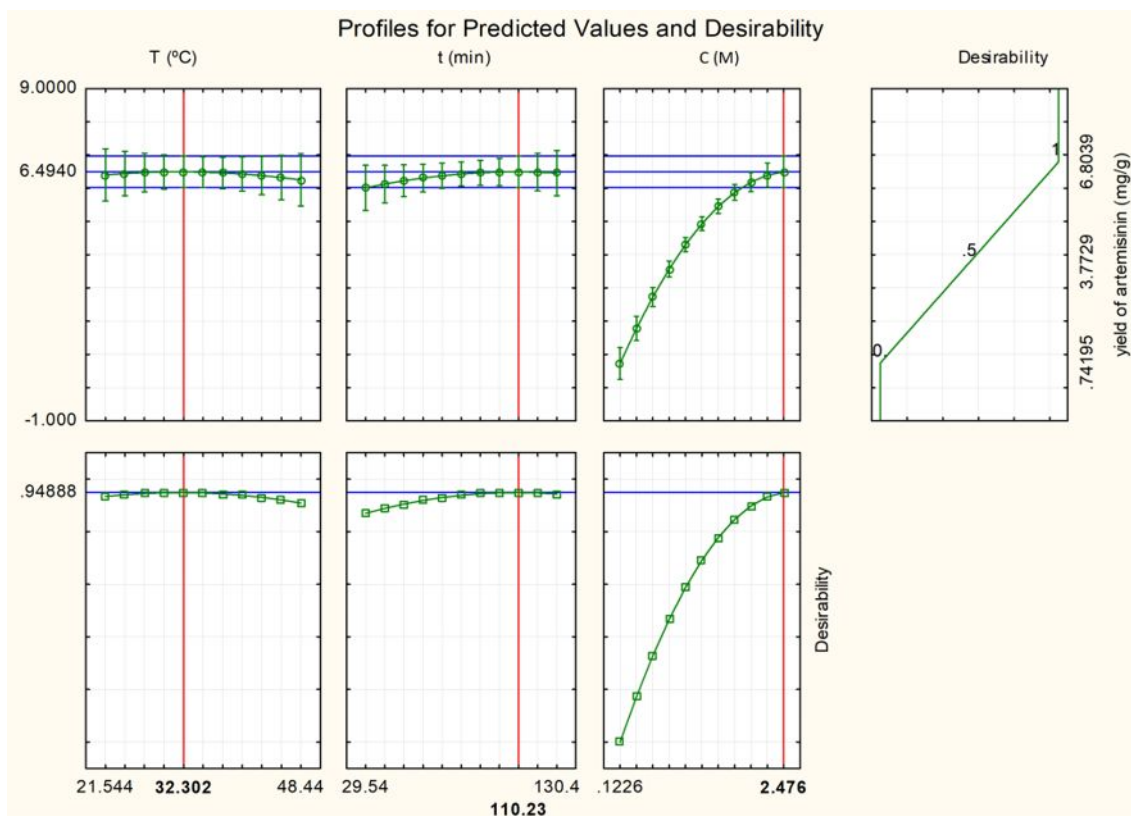 Profiles for Predicted Values and Desirability
T (ºC)
t (min)
C (M)
Desirability
9.0000
6.4940
-1.000
1
.5
0.
6.8039
3.7729
.74195
yield of artemisinin (mg/g)
.94888
Desirability
21.544
32.302
48.44
29.54
110.23
130.4
.1226
2.476